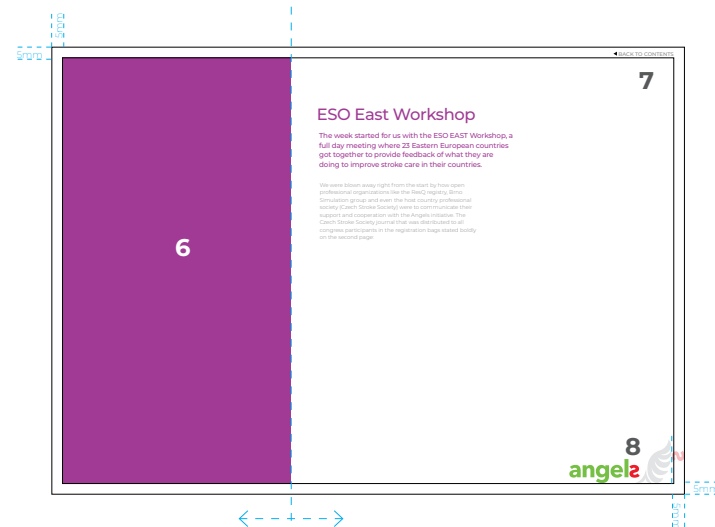 5mm
5mm
BACK TO CONTENTS
7
ESO East Workshop
The week started for us with the ESO EAST Workshop, a
full day meeting where 23 Eastern European countries
got together to provide feedback of what they are
doing to improve stroke care in their countries.
We were blown away right from the start by how open
professional organizations like the ResQ registry, Brno
Simulation group and even the host country professional
society (Czech Stroke Society) were to communicate their
support and cooperation with the Angels Initiative. The
Czech Stroke Society journal that was distributed to all
congress participants in the registration bags stated boldly
on the second page
6
8
angels
5mm
5mm